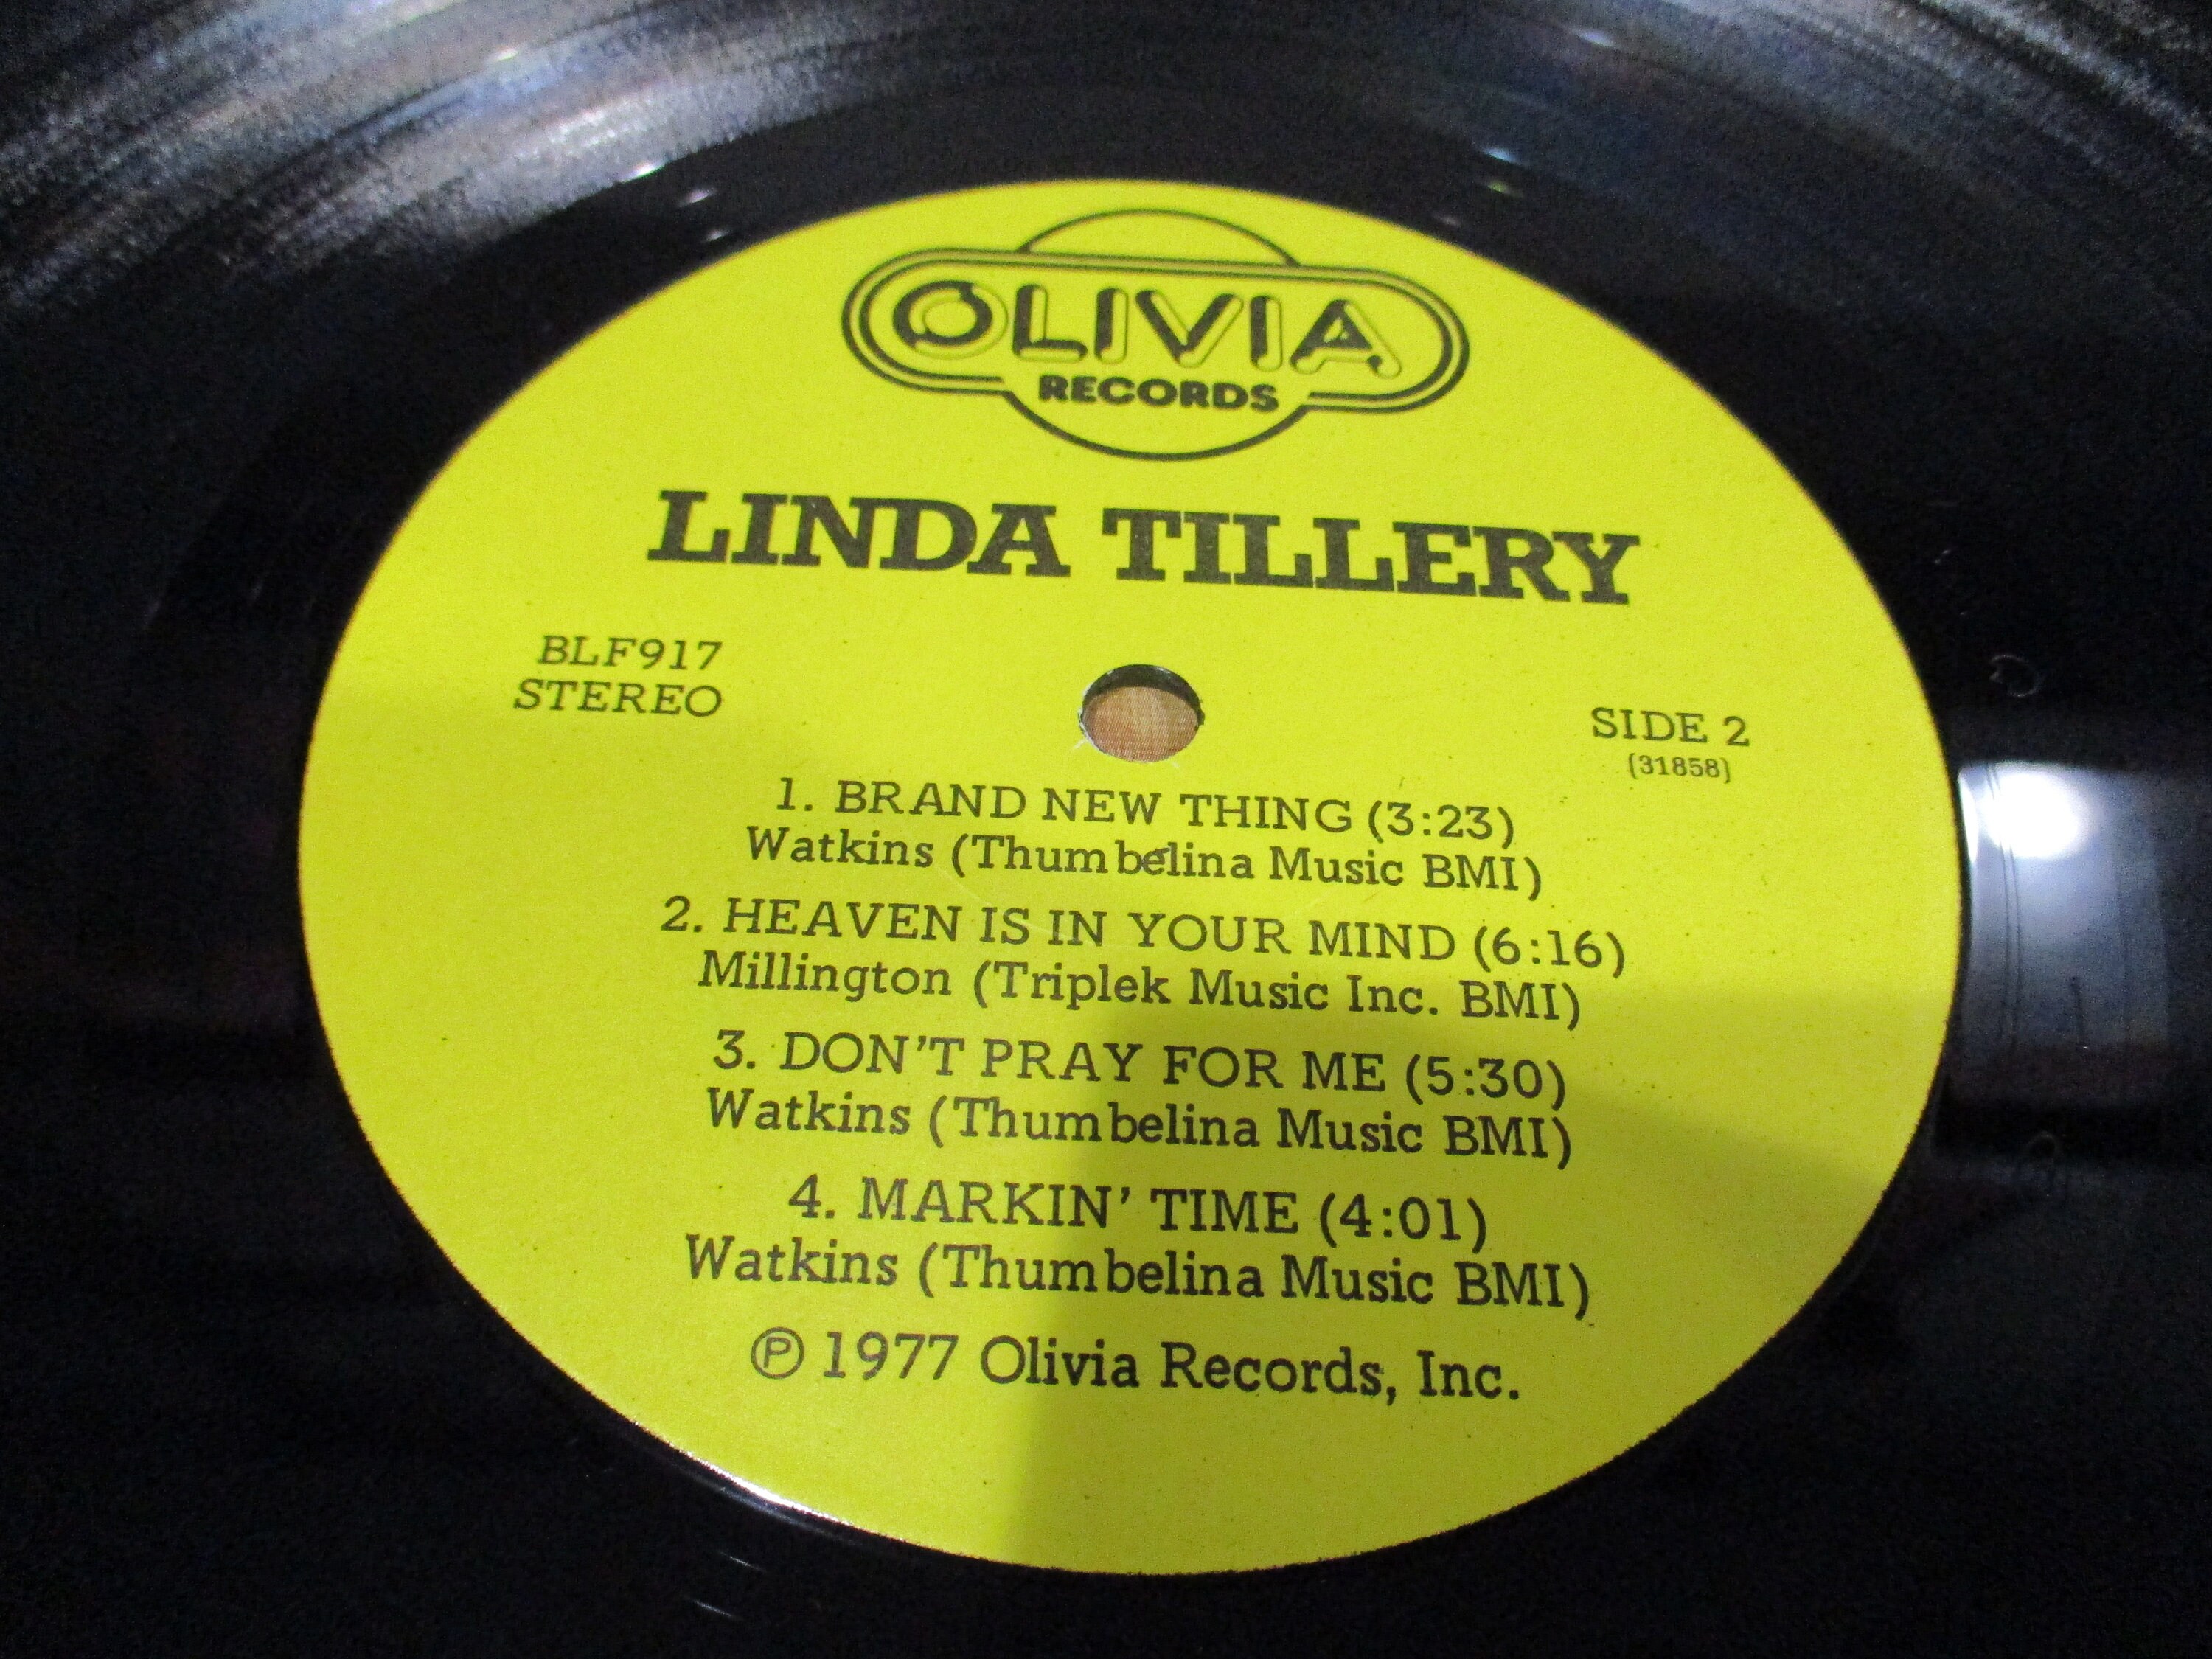 OLIVIA
RECORDS
LINDA TILLERY
BLF917
STEREO
SIDE 2
(31858)
1. BRAND NEW THING (3:23)
Watkins (Thumbelina Music BMI)
2. HEAVEN IS IN YOUR MIND (6:16)
Millington (Triplek Music Inc. BMI)
3. DON'T PRAY FOR ME (5:30)
Watkins (Thumbelina Music BMI)
4. MARKIN' TIME (4:01)
Watkins (Thumbelina Music BMI)
℗ 1977 Olivia Records, Inc.